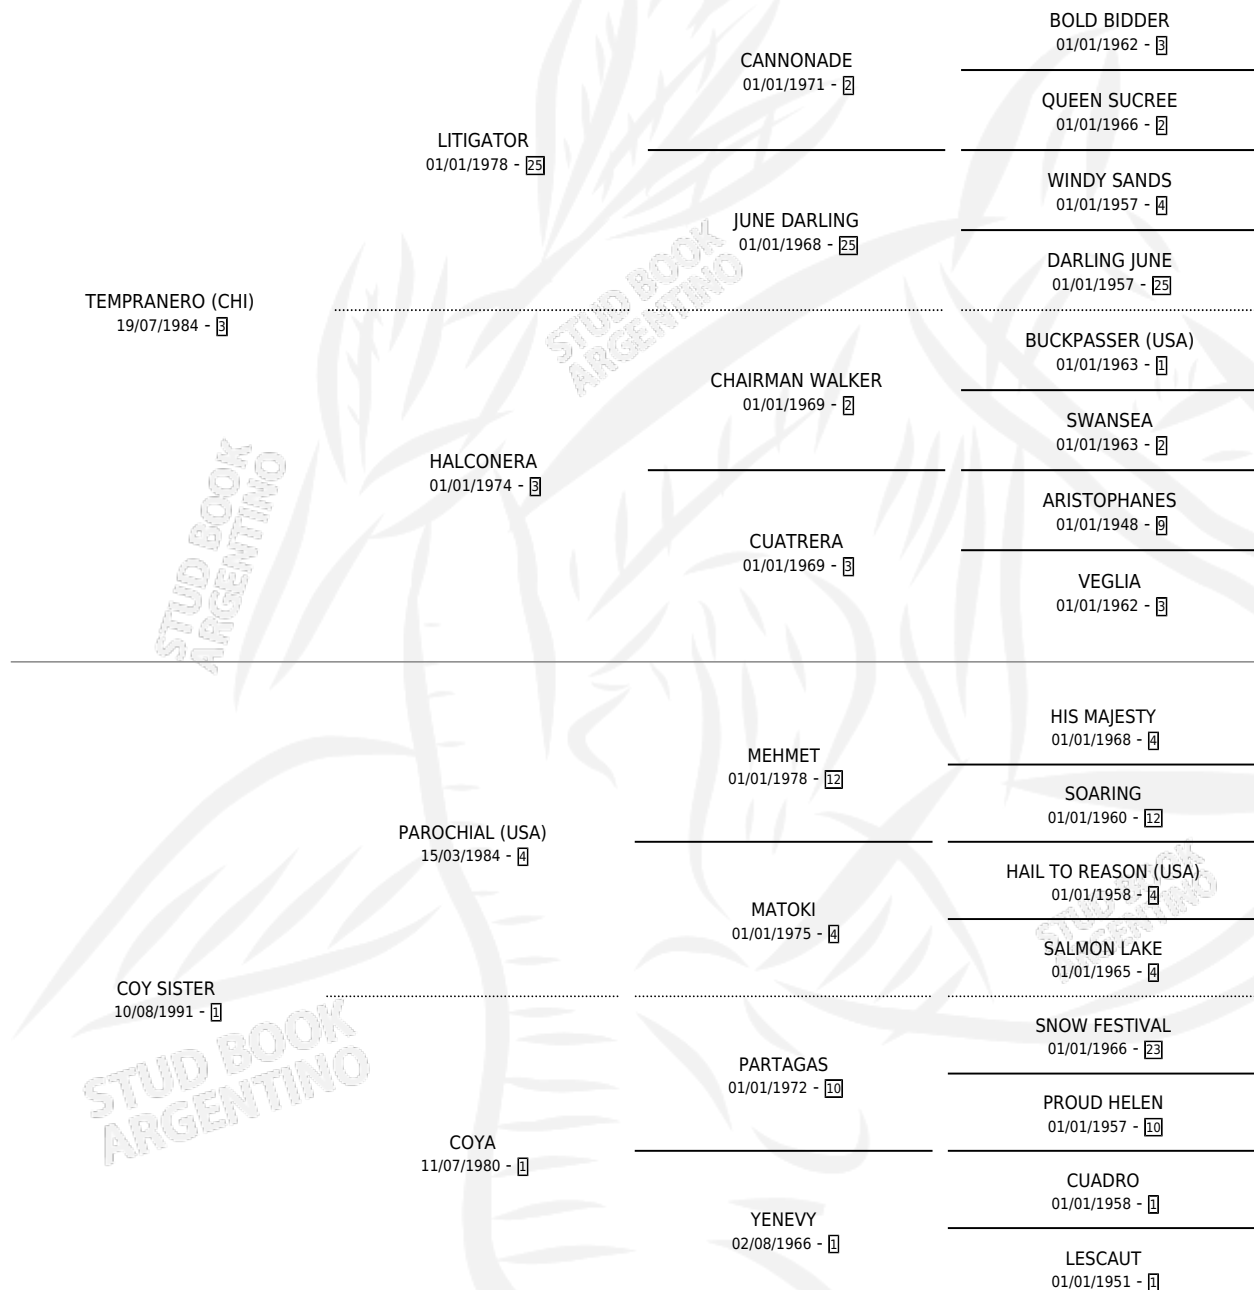 BOLD BIDDER
01/01/1962 - 3
CANNONADE
01/01/1971 - 2
QUEEN SUCREE
01/01/1966 - 2
LITIGATOR
01/01/1978 - 25
WINDY SANDS
01/01/1957 - 4
JUNE DARLING
01/01/1968 - 25
DARLING JUNE
01/01/1957 - 25
TEMPRANERO (CHI)
19/07/1984 - 3
STUD BOOK
ARGENTINO
BUCKPASSER (USA)
01/01/1963 - 1
CHAIRMAN WALKER
01/01/1969 - 2
SWANSEA
01/01/1963 - 2
HALCONERA
01/01/1974 - 3
ARISTOPHANES
01/01/1948 - 9
CUATRERA
01/01/1969 - 3
VEGLIA
01/01/1962 - 3
STUD BOOK
ARGENTINO
HIS MAJESTY
01/01/1968 - 4
MEHMET
01/01/1978 - 12
SOARING
01/01/1960 - 12
PAROCHIAL (USA)
15/03/1984 - 4
HAIL TO REASON (USA)
01/01/1958 - 4
MATOKI
01/01/1975 - 4
STUD BOOK
ARGENTINO
SALMON LAKE
01/01/1965 - 4
COY SISTER
10/08/1991 - 1
SNOW FESTIVAL
01/01/1966 - 23
PARTAGAS
01/01/1972 - 10
STUD BOOK
ARGENTINO
PROUD HELEN
01/01/1957 - 10
COYA
11/07/1980 - 1
CUADRO
01/01/1958 - 1
YENEVY
02/08/1966 - 1
LESCAUT
01/01/1951 - 1